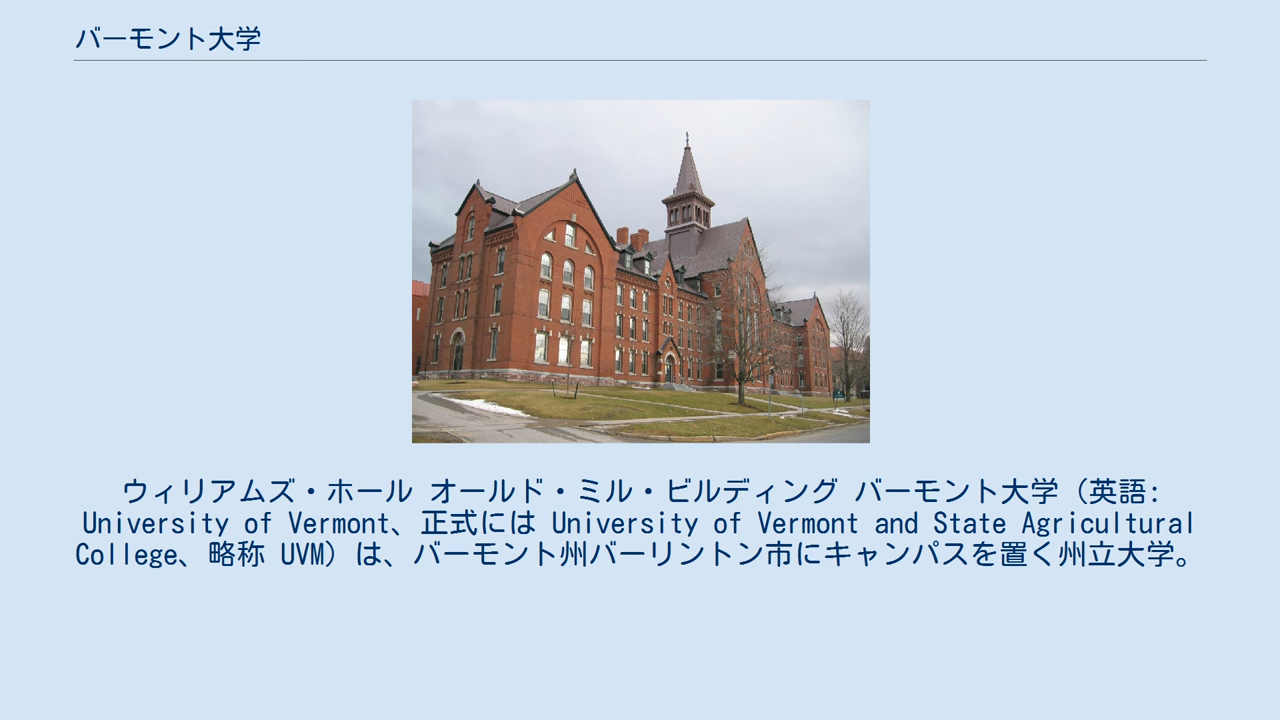 バーモント大学
ウィリアムズ・ホール オールド・ミル・ビルディング バーモント大学（英語:
University of Vermont、正式には University of Vermont and State Agricultural
College、略称 UVM）は、バーモント州バーリントン市にキャンパスを置く州立大学。